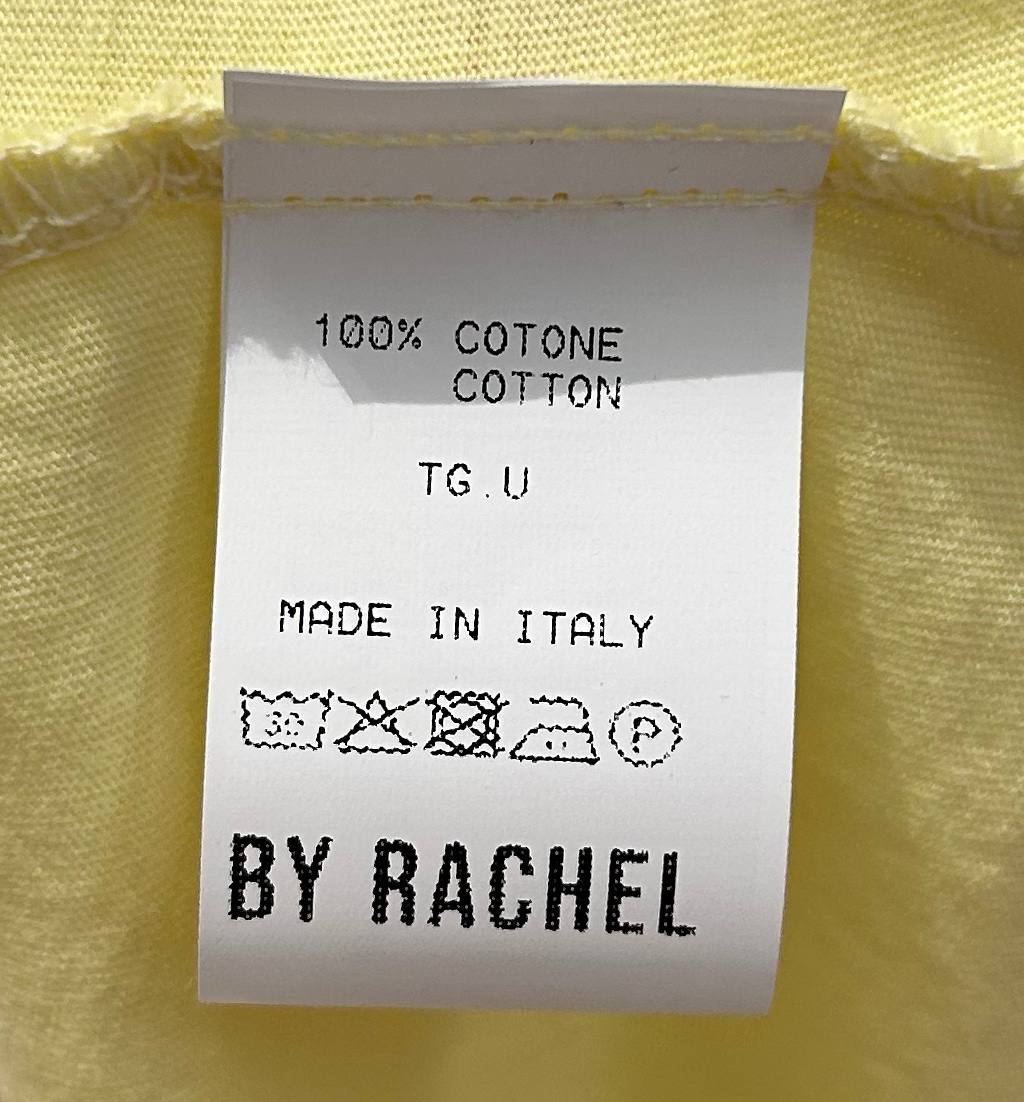 100% COTONE
COTTON
TG.U
MADE IN ITALY
30 P
BY RACHEL